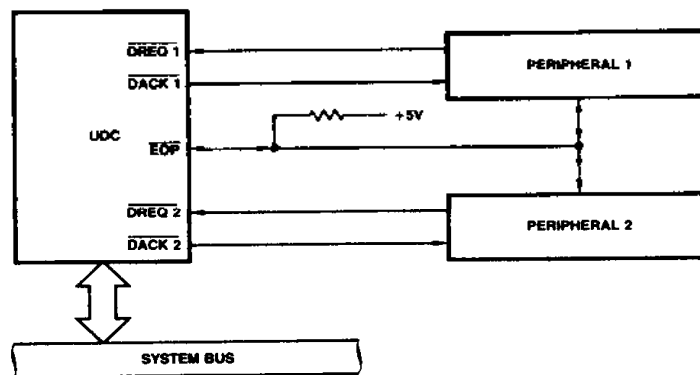 DREQ 1
PERIPHERAL 1
DACK 1
+5V
UDC
EOP
DREQ 2
PERIPHERAL 2
DACK 2
SYSTEM BUS